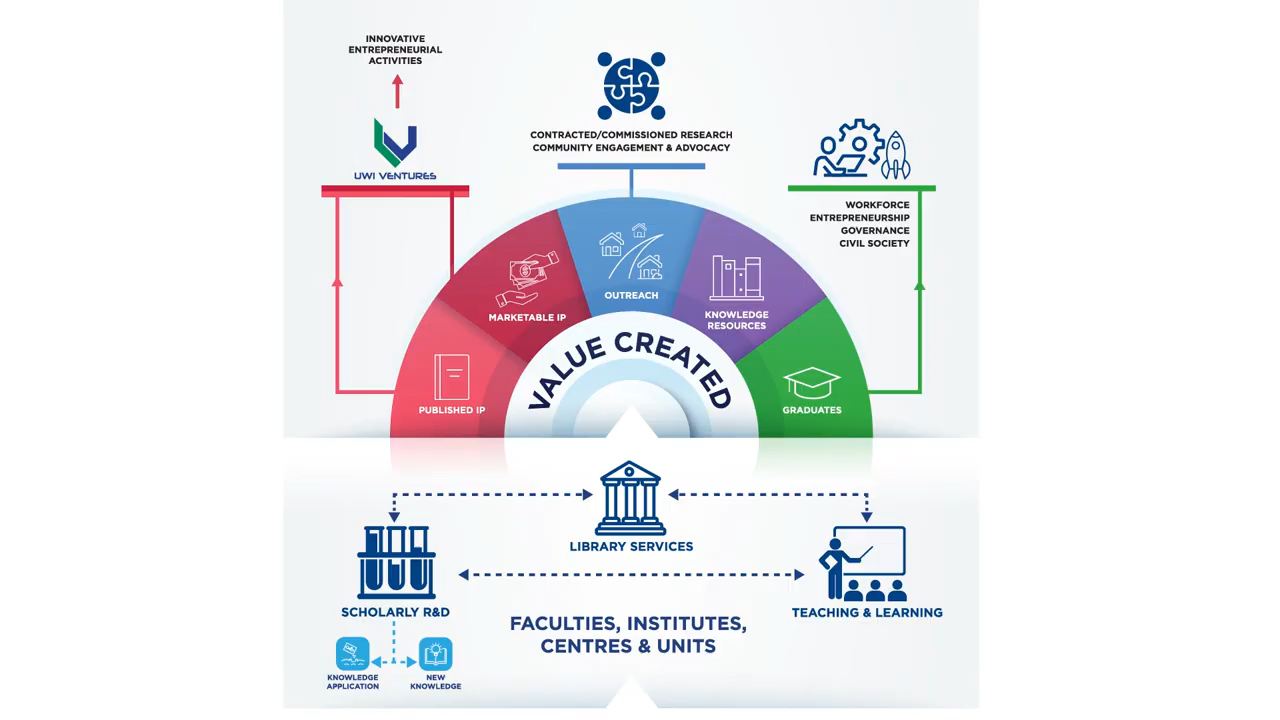 INNOVATIVE
ENTREPRENEURIAL
ACTIVITIES
UWI VENTURES
CONTRACTED/COMMISSIONED RESEARCH
COMMUNITY ENGAGEMENT & ADVOCACY
WORKFORCE
ENTREPRENEURSHIP
GOVERNANCE
CIVIL SOCIETY
PUBLISHED IP
MARKETABLE IP
$
OUTREACH
KNOWLEDGE
RESOURCES
GRADUATES
VALUE CREATED
LIBRARY SERVICES
SCHOLARLY R&D
TEACHING & LEARNING
FACULTIES, INSTITUTES,
CENTRES & UNITS
KNOWLEDGE
APPLICATION
NEW
KNOWLEDGE